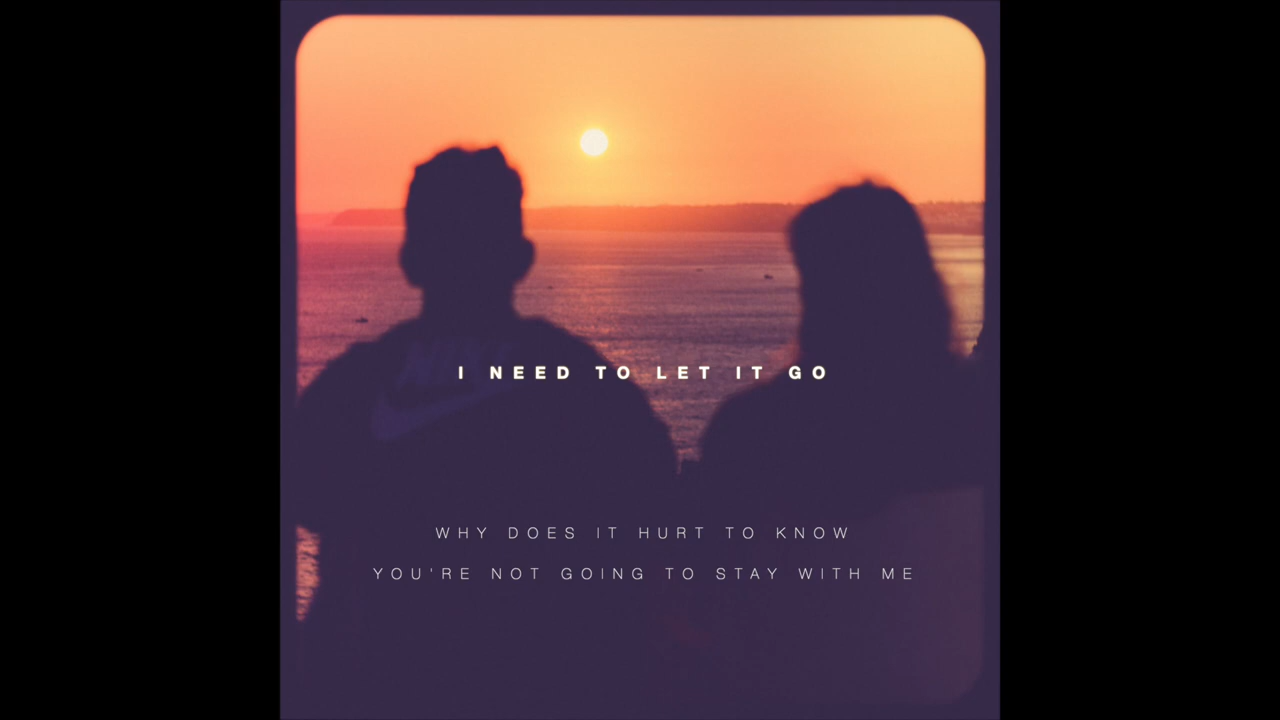 NIKE
I NEED TO LET IT GO
WHY DOES IT HURT TO KNOW
YOU'RE NOT GOING TO STAY WITH ME